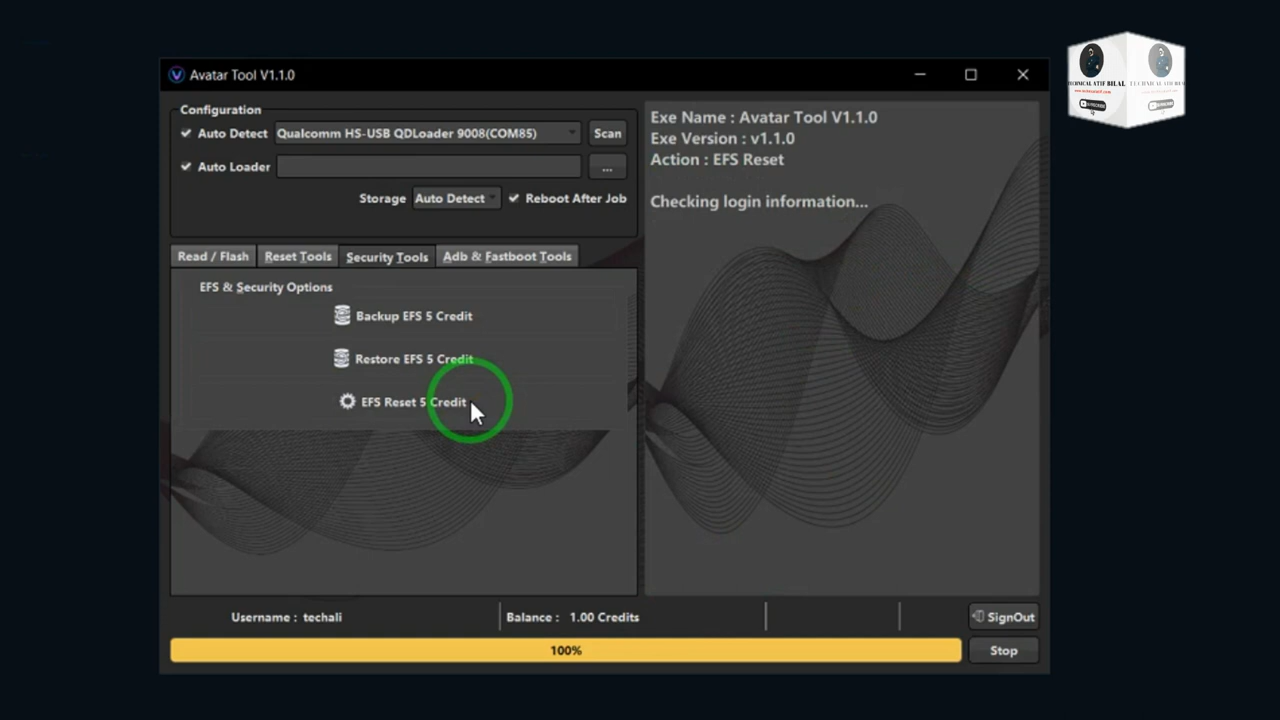 Avatar Tool V1.1.0
Configuration
Auto Detect Qualcomm HS-USB QDLoader 9008(COM85) Scan
Auto Loader ...
Storage Auto Detect Reboot After Job
Read / Flash Reset Tools Security Tools Adb & Fastboot Tools
EFS & Security Options
Backup EFS 5 Credit
Restore EFS 5 Credit
EFS Reset 5 Credit
Exe Name : Avatar Tool V1.1.0
Exe Version : v1.1.0
Action : EFS Reset
Checking login information...
Username : techali Balance : 1.00 Credits SignOut
100% Stop
TECHNICAL ATIF BILAL